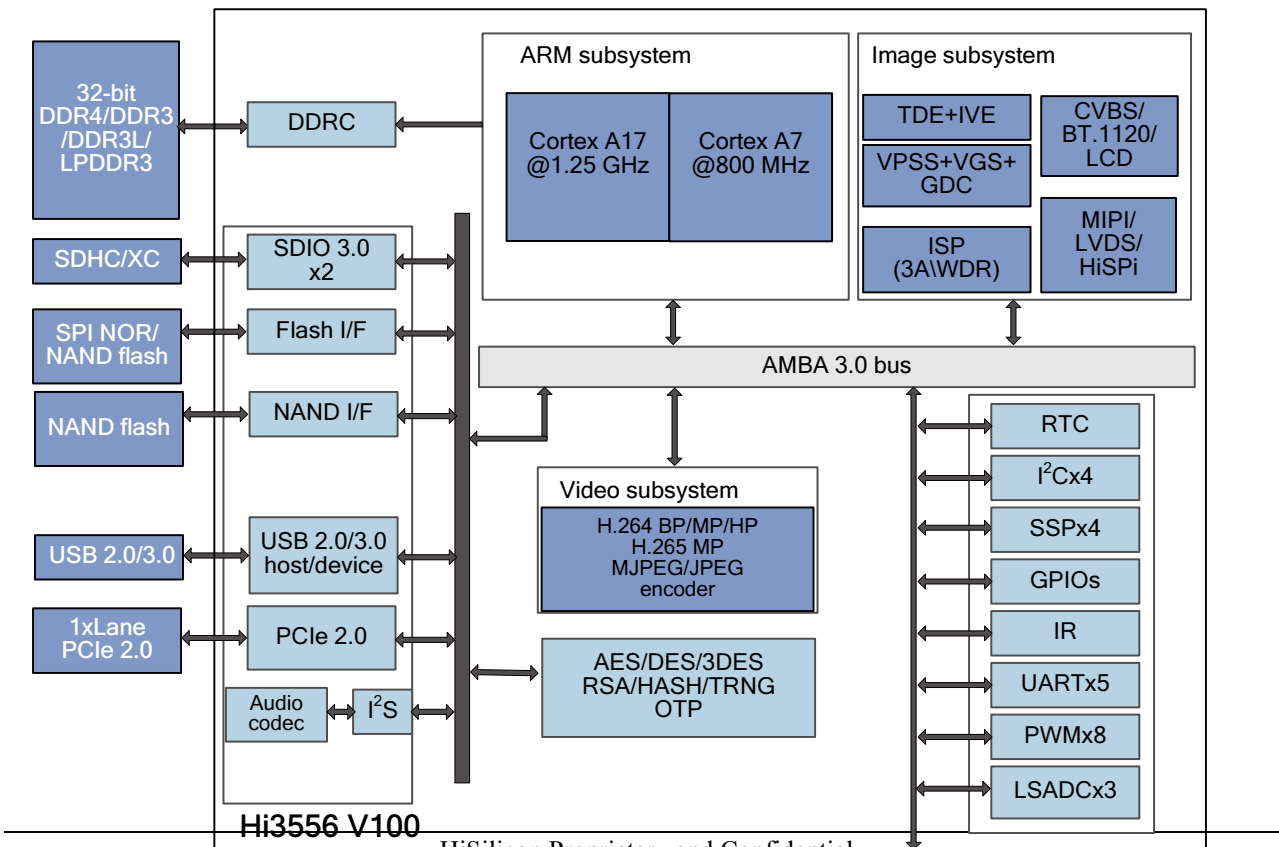 32-bit
DDR4/DDR3
/DDR3L/
LPDDR3
DDRC
ARM subsystem
Cortex A17
@1.25 GHz
Cortex A7
@800 MHz
Image subsystem
TDE+IVE
VPSS+VGS+
GDC
ISP
(3A\WDR)
CVBS/
BT.1120/
LCD
MIPI/
LVDS/
HiSPi
SDHC/XC
SDIO 3.0
x2
SPI NOR/
NAND flash
Flash I/F
NAND flash
NAND I/F
USB 2.0/3.0
USB 2.0/3.0
host/device
1xLane
PCIe 2.0
PCIe 2.0
Audio
codec
I²S
AMBA 3.0 bus
Video subsystem
H.264 BP/MP/HP
H.265 MP
MJPEG/JPEG
encoder
AES/DES/3DES
RSA/HASH/TRNG
OTP
RTC
I²Cx4
SSPx4
GPIOs
IR
UARTx5
PWMx8
LSADCx3
Hi3556 V100
HiSilicon Proprietary and Confidential